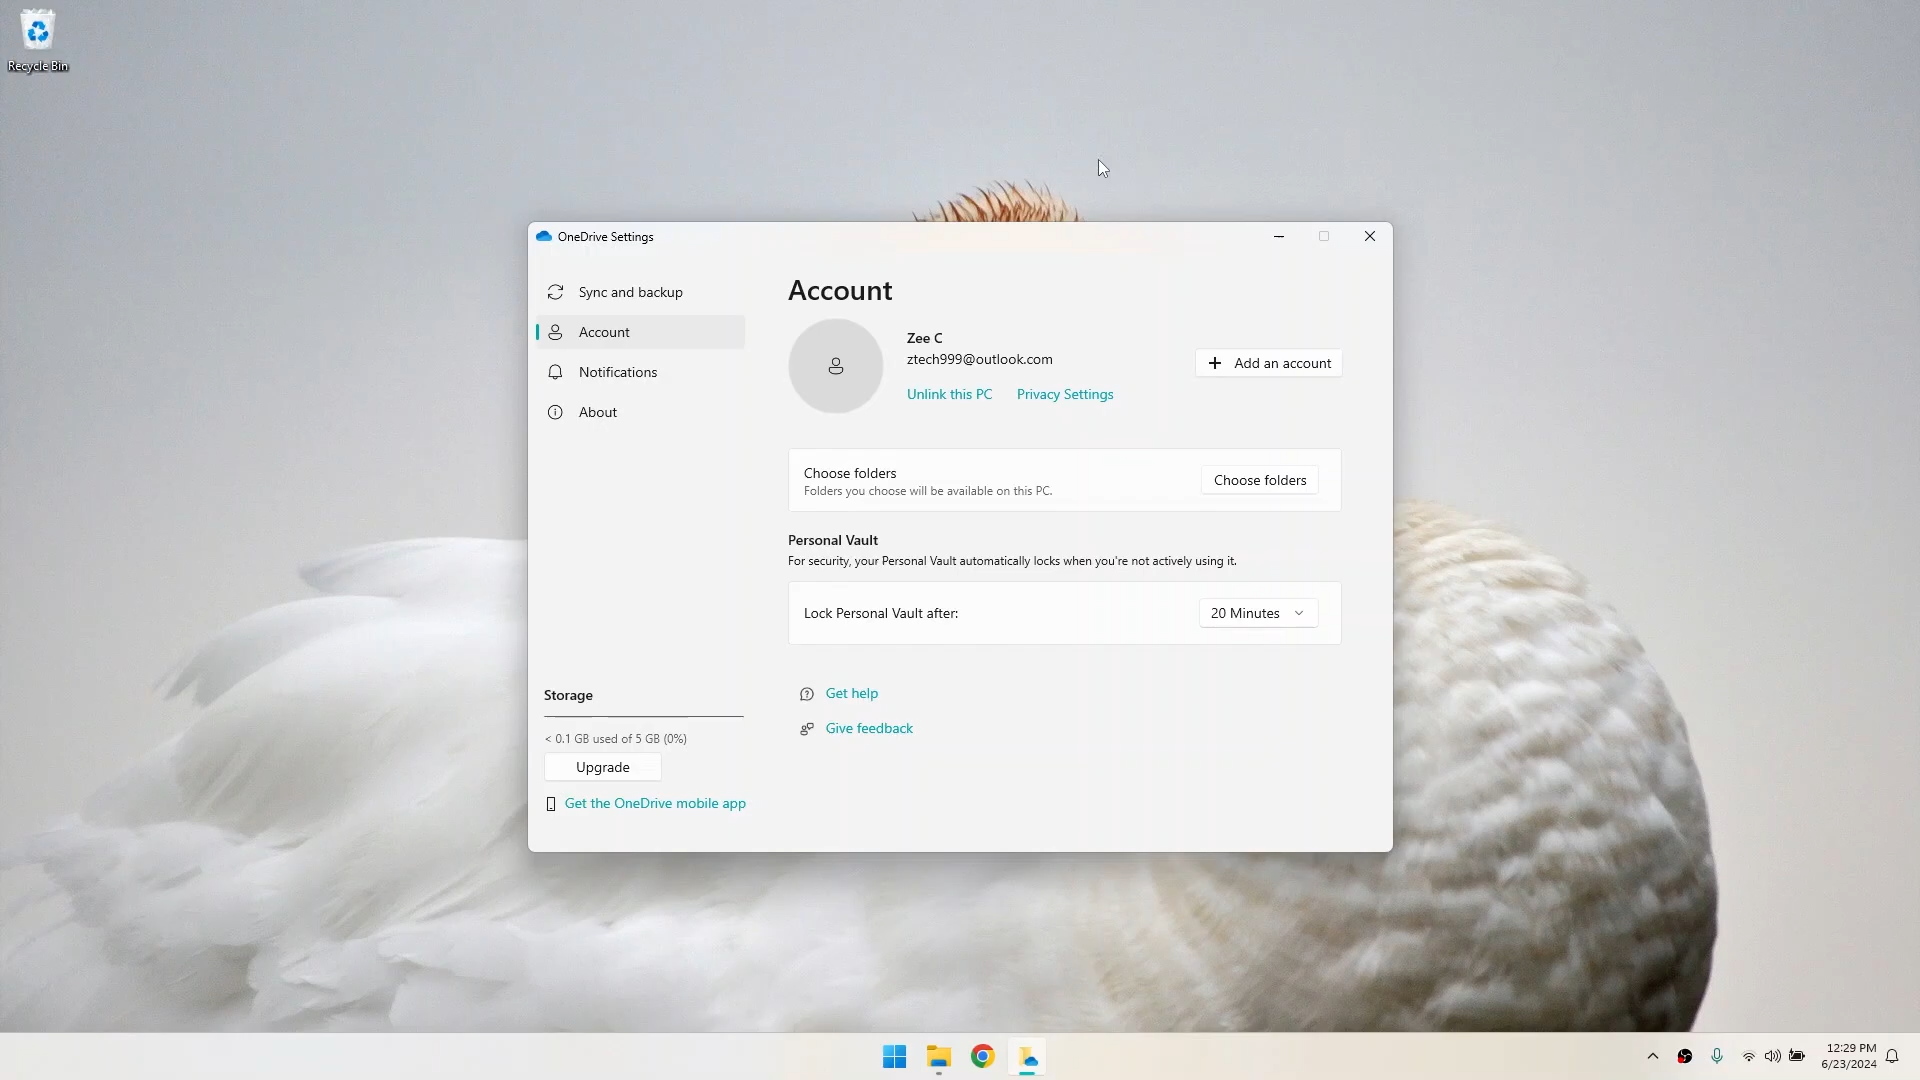 Recycle Bin
OneDrive Settings
Sync and backup
Account
Notifications
About
Storage
< 0.1 GB used of 5 GB (0%)
Upgrade
Get the OneDrive mobile app
Account
Zee C
ztech999@outlook.com
Unlink this PC Privacy Settings
Add an account
Choose folders
Folders you choose will be available on this PC.
Choose folders
Personal Vault
For security, your Personal Vault automatically locks when you're not actively using it.
Lock Personal Vault after:
20 Minutes
Get help
Give feedback
12:29 PM
6/23/2024